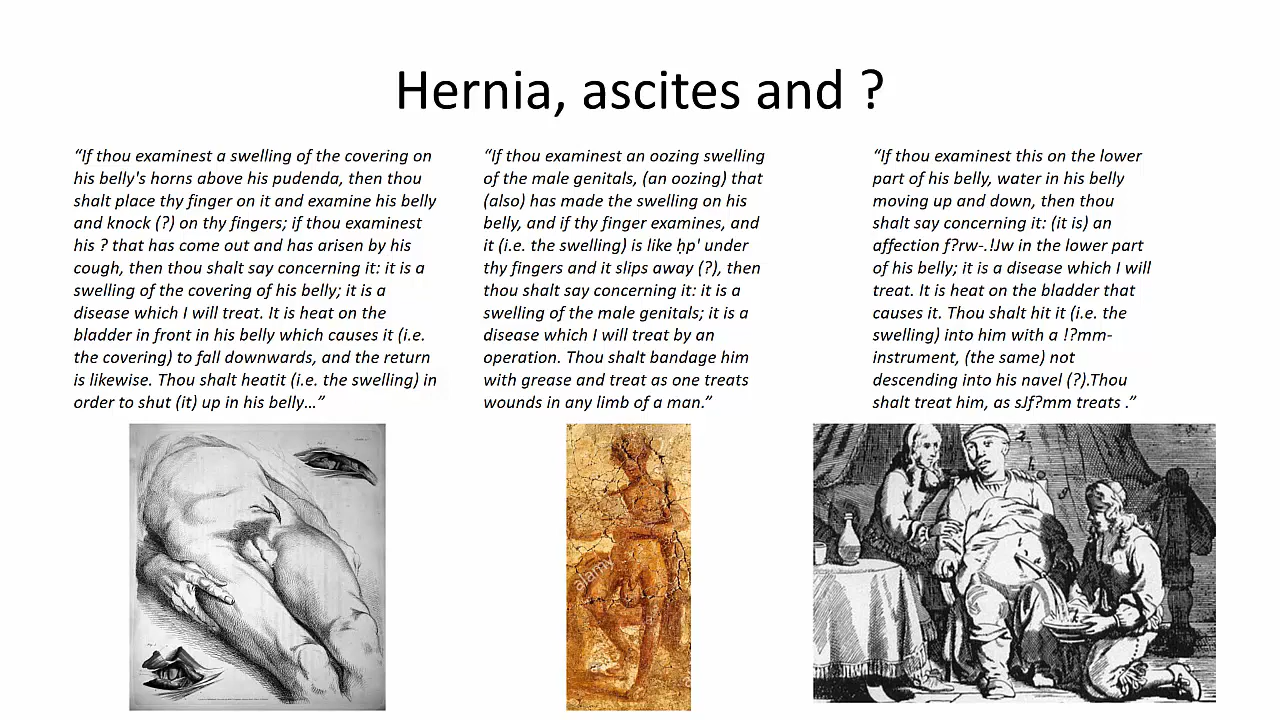 Hernia, ascites and ?
“If thou examinest a swelling of the covering on
his belly's horns above his pudenda, then thou
shalt place thy finger on it and examine his belly
and knock (?) on thy fingers; if thou examinest
his ? that has come out and has arisen by his
cough, then thou shalt say concerning it: it is a
swelling of the covering of his belly; it is a
disease which I will treat. It is heat on the
bladder in front in his belly which causes it (i.e.
the covering) to fall downwards, and the return
is likewise. Thou shalt heatit (i.e. the swelling) in
order to shut (it) up in his belly…”
“If thou examinest an oozing swelling
of the male genitals, (an oozing) that
(also) has made the swelling on his
belly, and if thy finger examines, and
it (i.e. the swelling) is like ḥp' under
thy fingers and it slips away (?), then
thou shalt say concerning it: it is a
swelling of the male genitals; it is a
disease which I will treat by an
operation. Thou shalt bandage him
with grease and treat as one treats
wounds in any limb of a man.”
“If thou examinest this on the lower
part of his belly, water in his belly
moving up and down, then thou
shalt say concerning it: (it is) an
affection f?rw-.!Jw in the lower part
of his belly; it is a disease which I will
treat. It is heat on the bladder that
causes it. Thou shalt hit it (i.e. the
swelling) into him with a !?mm-
instrument, (the same) not
descending into his navel (?).Thou
shalt treat him, as sJf?mm treats .”
alamy